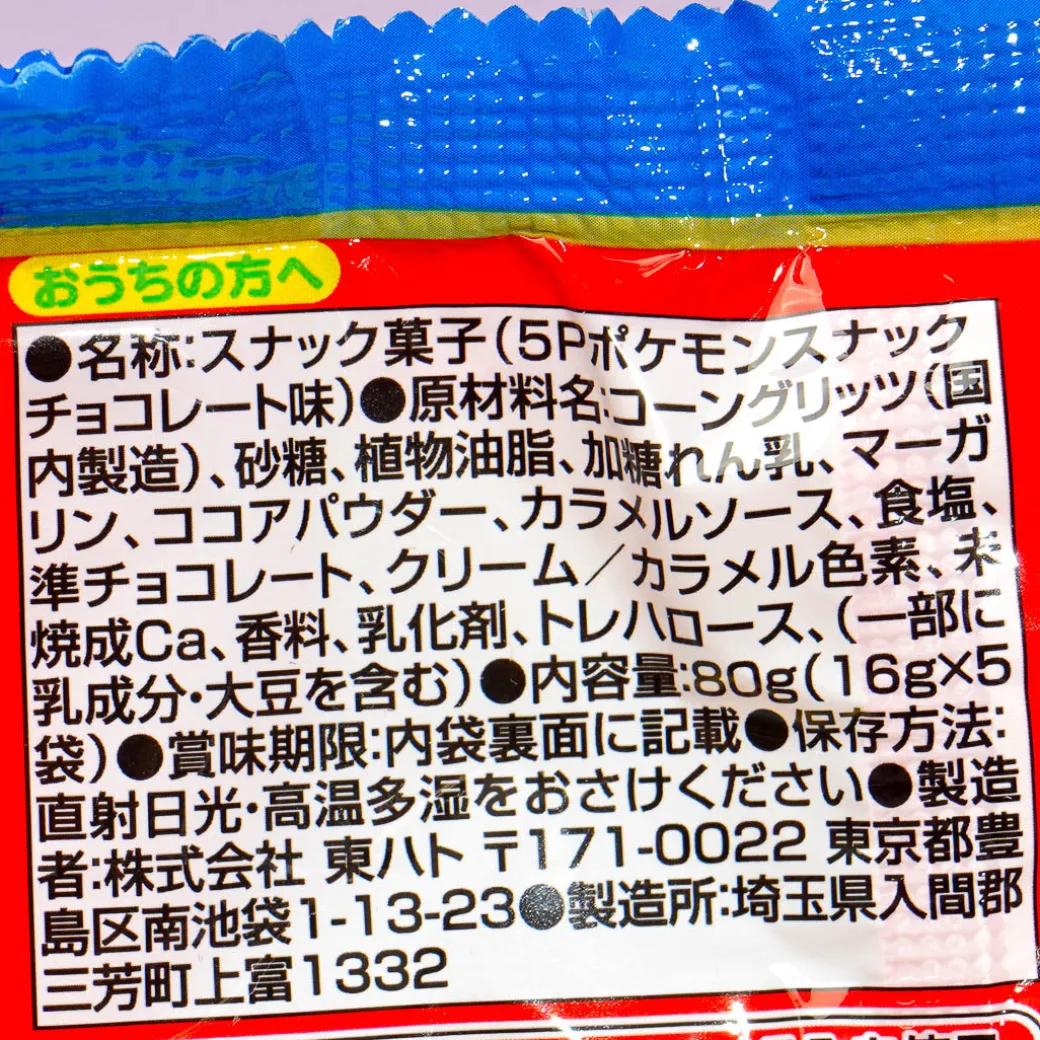 おうちの方へ
●名称:スナック菓子(5Pポケモンスナック
チョコレート味)●原材料名:コーングリッツ(国
内製造)、砂糖、植物油脂、加糖れん乳、マーガ
リン、ココアパウダー、カラメルソース、食塩、
準チョコレート、クリーム/カラメル色素、未
焼成Ca、香料、乳化剤、トレハロース、(一部に
乳成分・大豆を含む)●内容量:80g(16g×5
袋)●賞味期限:内袋裏面に記載●保存方法:
直射日光・高温多湿をおさけください●製造
者:株式会社 東ハト 〒171-0022 東京都豊
島区南池袋1-13-23●製造所:埼玉県入間郡
三芳町上富1332